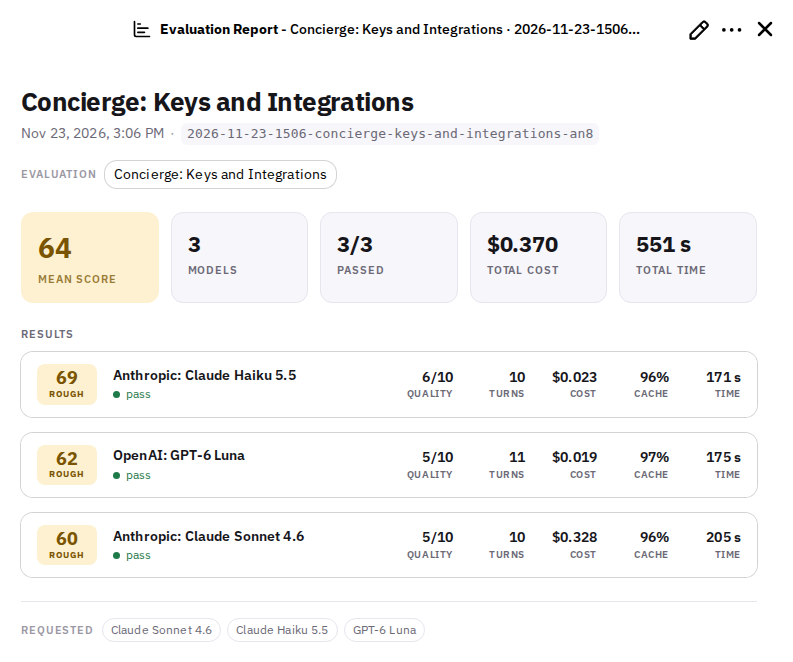 Evaluation Report - Concierge: Keys and Integrations · 2026-11-23-1506...
Concierge: Keys and Integrations
Nov 23, 2026, 3:06 PM · 2026-11-23-1506-concierge-keys-and-integrations-an8
EVALUATION Concierge: Keys and Integrations
64
MEAN SCORE
3
MODELS
3/3
PASSED
$0.370
TOTAL COST
551 s
TOTAL TIME
RESULTS
69 Anthropic: Claude Haiku 5.5 6/10 10 $0.023 96% 171 s
ROUGH pass QUALITY TURNS COST CACHE TIME
62 OpenAI: GPT-6 Luna 5/10 11 $0.019 97% 175 s
ROUGH pass QUALITY TURNS COST CACHE TIME
60 Anthropic: Claude Sonnet 4.6 5/10 10 $0.328 96% 205 s
ROUGH pass QUALITY TURNS COST CACHE TIME
REQUESTED Claude Sonnet 4.6 Claude Haiku 5.5 GPT-6 Luna